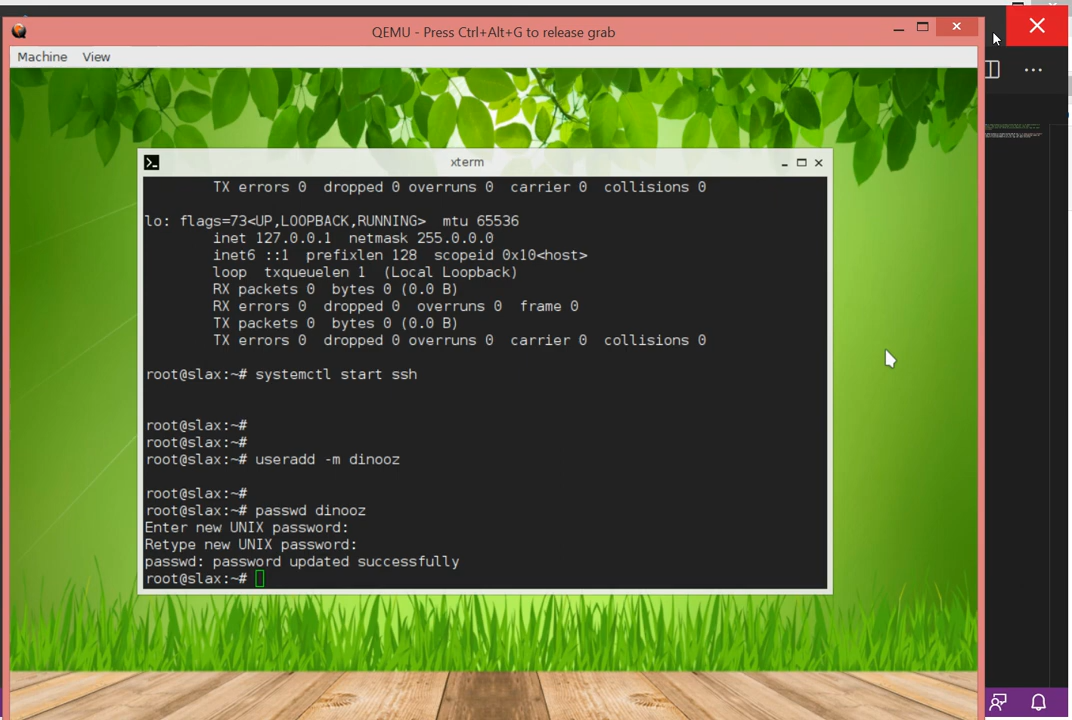 QEMU - Press Ctrl+Alt+G to release grab
Machine View
xterm
TX errors 0 dropped 0 overruns 0 carrier 0 collisions 0
lo: flags=73<UP,LOOPBACK,RUNNING> mtu 65536
inet 127.0.0.1 netmask 255.0.0.0
inet6 ::1 prefixlen 128 scopeid 0x10<host>
loop txqueuelen 1 (Local Loopback)
RX packets 0 bytes 0 (0.0 B)
RX errors 0 dropped 0 overruns 0 frame 0
TX packets 0 bytes 0 (0.0 B)
TX errors 0 dropped 0 overruns 0 carrier 0 collisions 0
root@slax:~# systemctl start ssh
root@slax:~#
root@slax:~#
root@slax:~# useradd -m dinooz
root@slax:~#
root@slax:~# passwd dinooz
Enter new UNIX password:
Retype new UNIX password:
passwd: password updated successfully
root@slax:~#